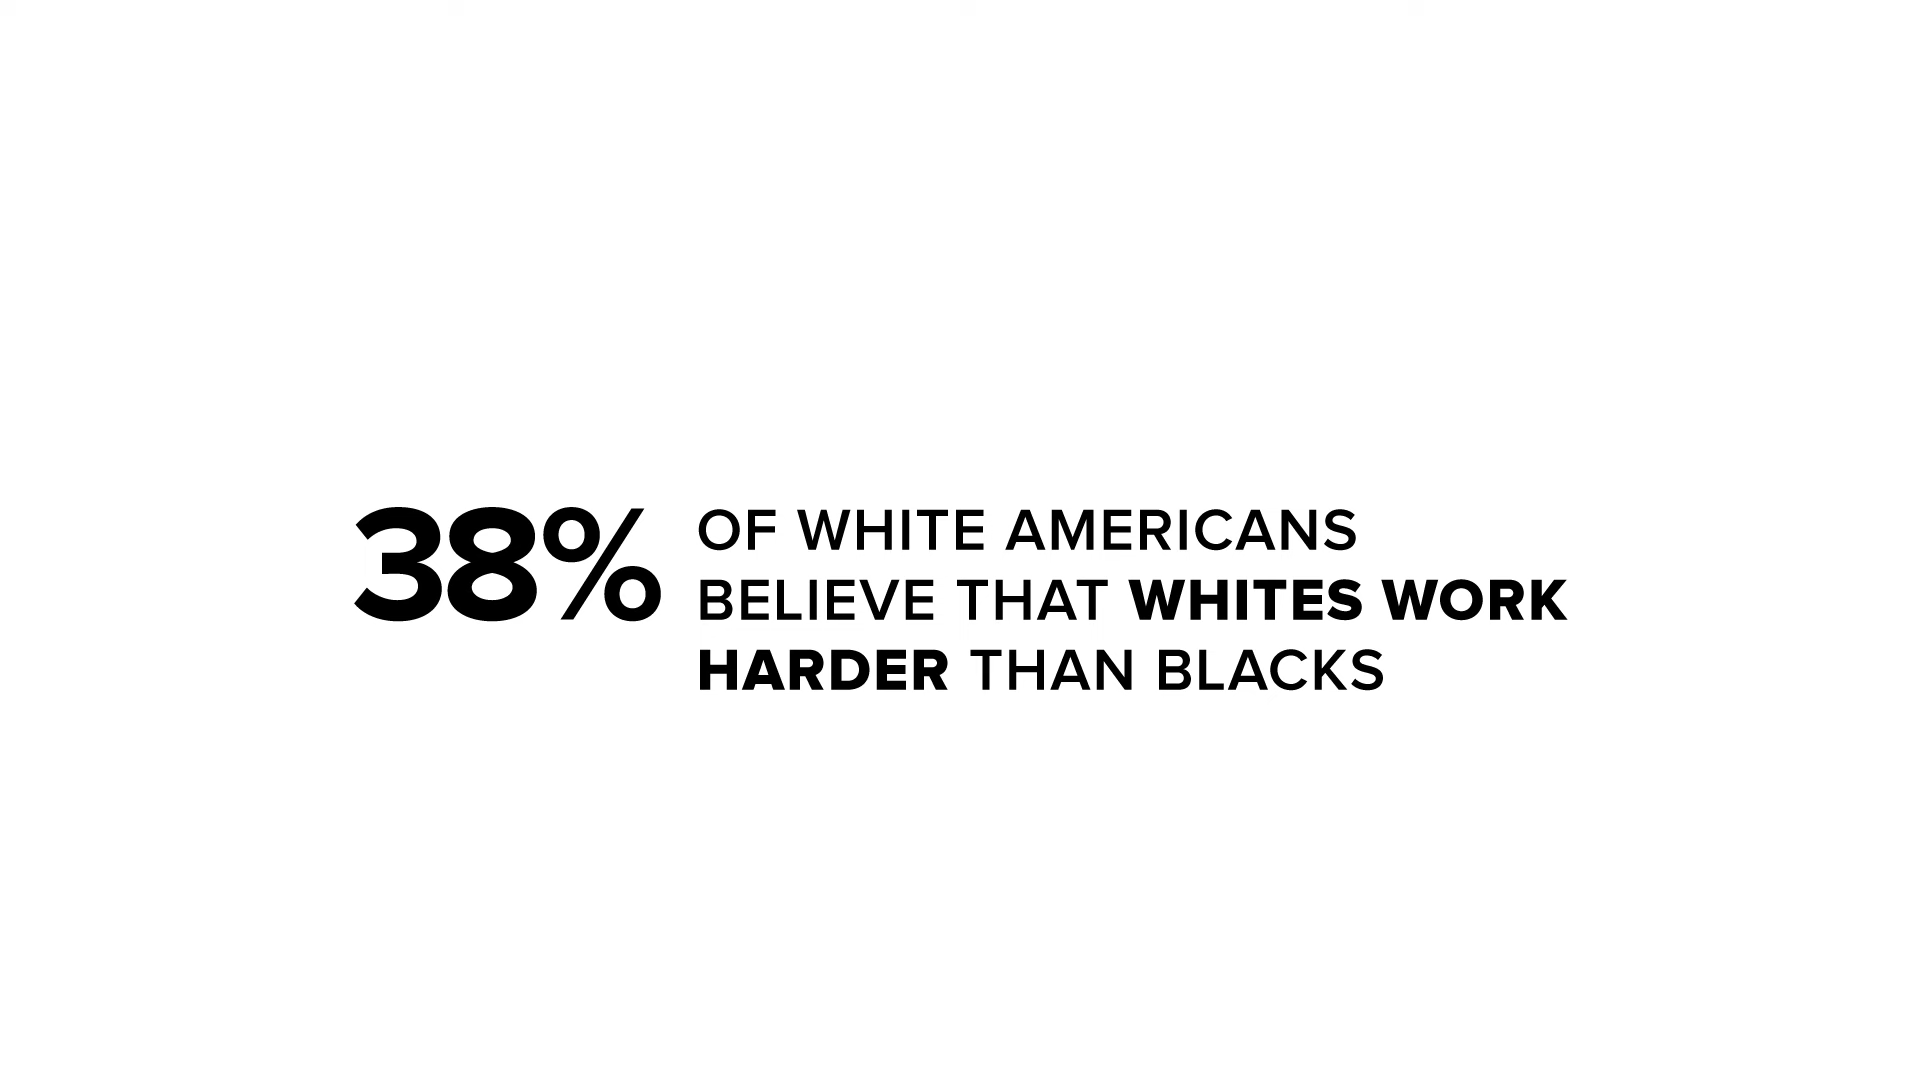 38% OF WHITE AMERICANS
BELIEVE THAT WHITES WORK
HARDER THAN BLACKS